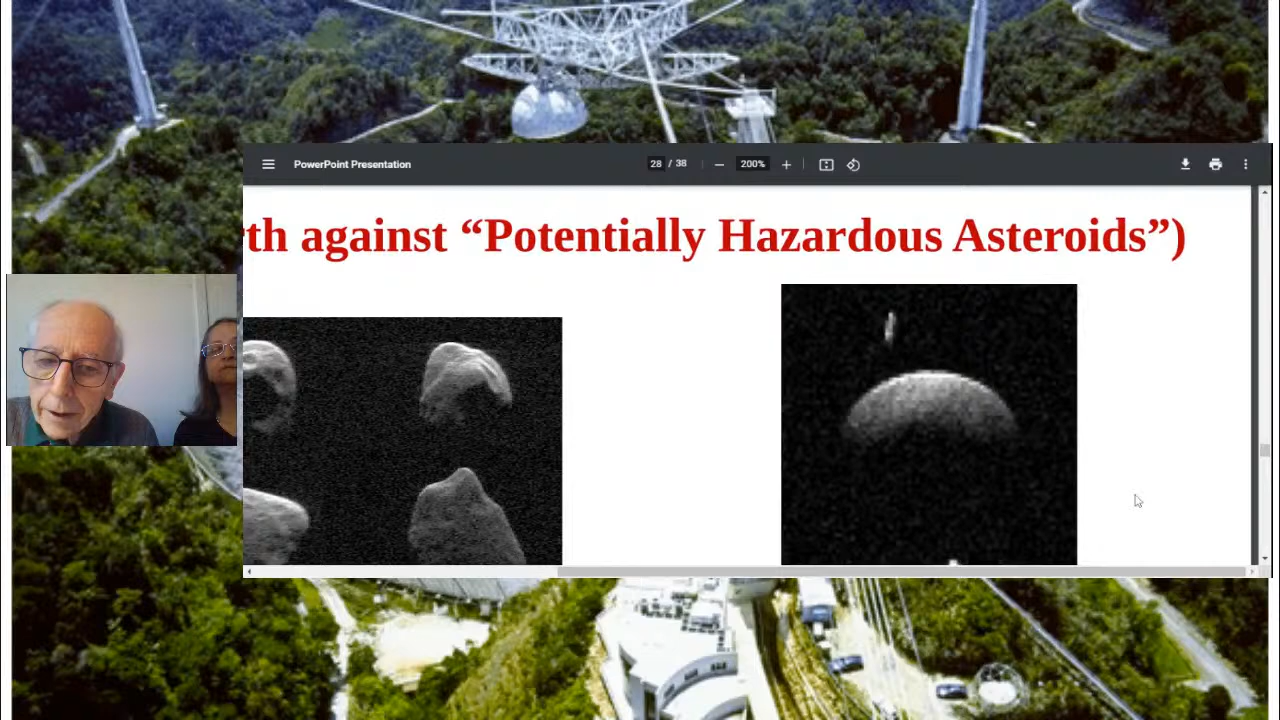 PowerPoint Presentation
28 / 38
200%
th against “Potentially Hazardous Asteroids”)